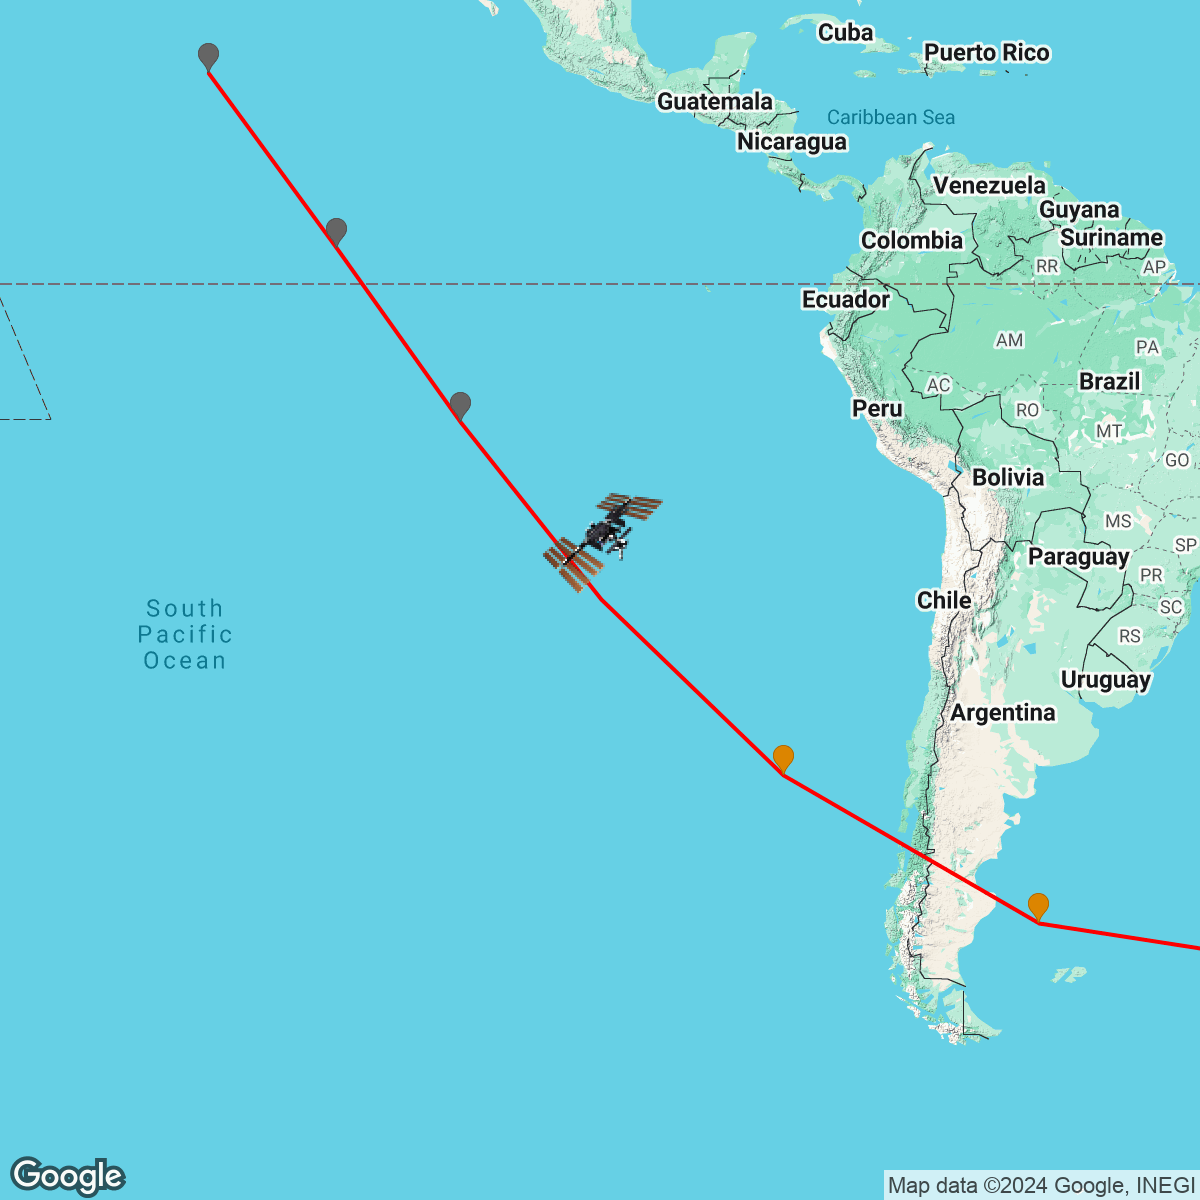 Cuba
Puerto Rico
Guatemala
Caribbean Sea
Nicaragua
Venezuela
Guyana
Colombia
Suriname
RR
AP
Ecuador
AM
PA
Brazil
AC
Peru
RO
MT
GO
Bolivia
MS
SP
Paraguay
PR
Chile
SC
RS
South
Pacific
Ocean
Uruguay
Argentina
Google
Map data ©2024 Google, INEGI